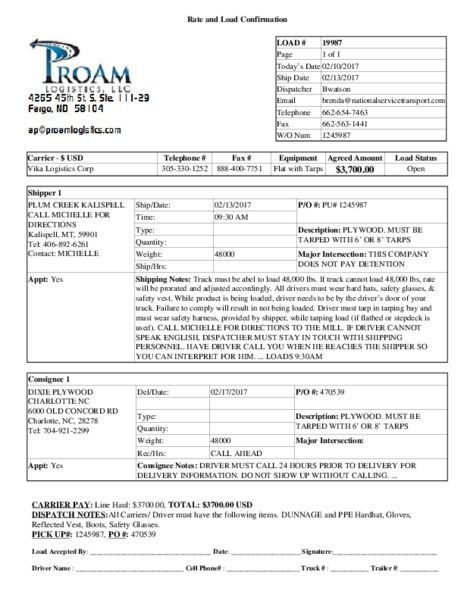 Rate and Load Confirmation
PROAM
LOGISTICS, LLC
4265 45th St S. Ste. 111-29
Fargo, ND 58104
ap@proamlogistics.com
LOAD # 19987
Page 1 of 1
Today's Date 02/10/2017
Ship Date 02/13/2017
Dispatcher Bwatson
Email brenda@nationalservicetransport.com
Telephone 662-654-7463
Fax 662-563-1441
W/O Num 1245987
Carrier - $ USD Telephone # Fax # Equipment Agreed Amount Load Status
Vika Logistics Corp 305-330-1252 888-400-7751 Flat with Tarps $3,700.00 Open
Shipper 1
PLUM CREEK KALISPELL
CALL MICHELLE FOR
DIRECTIONS
Kalispell, MT, 59901
Tel: 406-892-6261
Contact: MICHELLE
Ship/Date: 02/13/2017
Time: 09:30 AM
Type:
Quantity:
Weight: 48000
Ship/Hrs:
P/O #: PU# 1245987
Description: PLYWOOD. MUST BE
TARPED WITH 6' OR 8' TARPS
Major Intersection: THIS COMPANY
DOES NOT PAY DETENTION
Appt: Yes
Shipping Notes: Truck must be abel to load 48,000 lbs. If truck cannot load 48,000 lbs, rate
will be prorated and adjusted accordingly. All drivers must wear hard hats, safety glasses, &
safety vest. While product is being loaded, driver needs to be by the driver's door of your
truck. Failure to comply will result in not being loaded. Driver must tarp in tarping bay and
must wear safety harness, provided by shipper, while tarping load (if flatbed or stepdeck is
used). CALL MICHELLE FOR DIRECTIONS TO THE MILL. IF DRIVER CANNOT
SPEAK ENGLISH, DISPATCHER MUST STAY IN TOUCH WITH SHIPPING
PERSONNEL. HAVE DRIVER CALL YOU WHEN HE REACHES THE SHIPPER SO
YOU CAN INTERPRET FOR HIM. ... LOADS 9:30AM
Consignee 1
DIXIE PLYWOOD
CHARLOTTE NC
6000 OLD CONCORD RD
Charlotte, NC, 28278
Tel: 704-921-2299
Del/Date: 02/17/2017
Type:
Quantity:
Weight: 48000
Rec/Hrs: CALL AHEAD
P/O #: 470539
Description: PLYWOOD. MUST BE
TARPED WITH 6' OR 8' TARPS
Major Intersection:
Appt: Yes
Consignee Notes: DRIVER MUST CALL 24 HOURS PRIOR TO DELIVERY FOR
DELIVERY INFORMATION. DO NOT SHOW UP WITHOUT CALLING. ...
CARRIER PAY: Line Haul: $3700.00, TOTAL: $3700.00 USD
DISPATCH NOTES:All Carriers/ Driver must have the following items. DUNNAGE and PPE Hardhat, Gloves,
Reflected Vest, Boots, Safety Glasses.
PICK UP#: 1245987, PO #: 470539
Load Accepted By: Date: Signature:
Driver Name : Cell Phone# : Truck # : Trailer #: